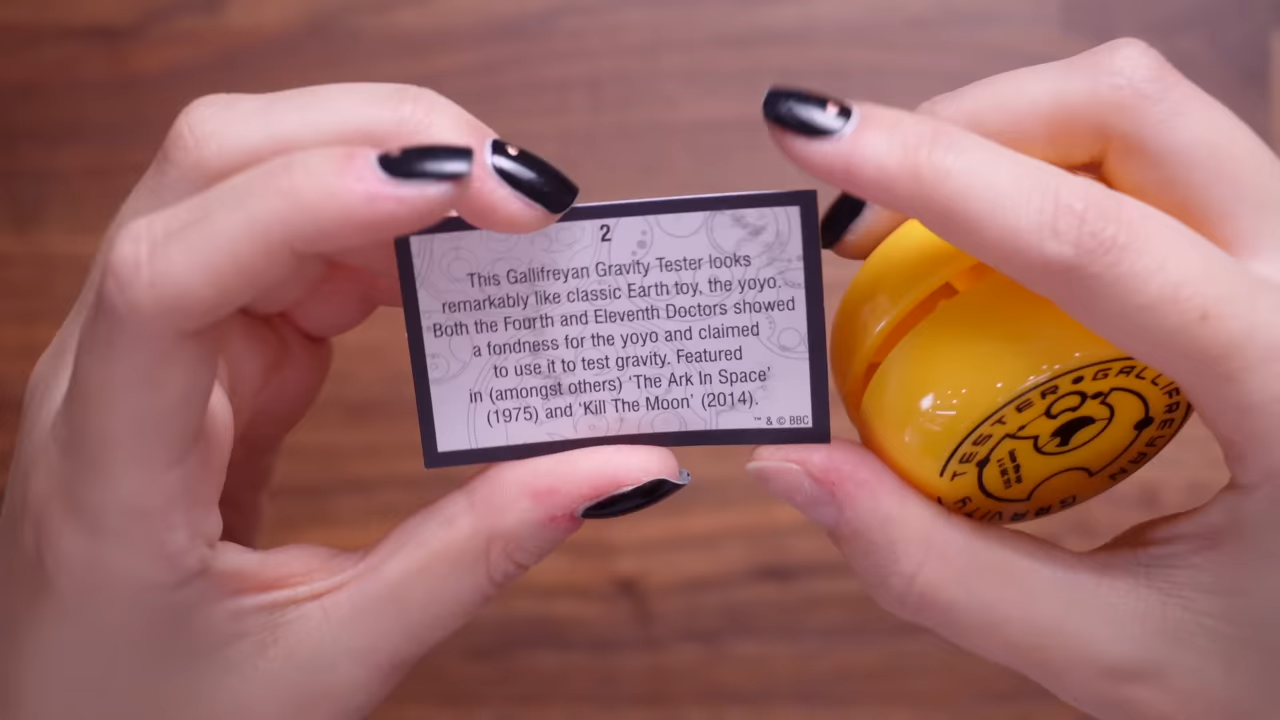 2
This Gallifreyan Gravity Tester looks
remarkably like classic Earth toy, the yoyo.
Both the Fourth and Eleventh Doctors showed
a fondness for the yoyo and claimed
to use it to test gravity. Featured
in (amongst others) ‘The Ark In Space’
(1975) and ‘Kill The Moon’ (2014).
™ & © BBC
GALLIFREYAN GRAVITY TESTER